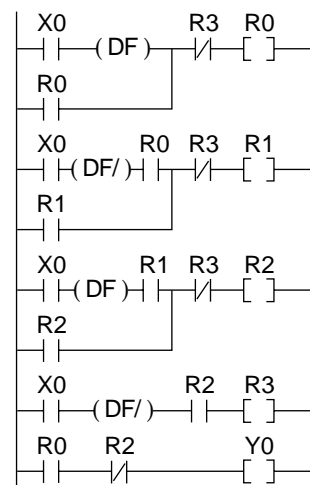 X0 R3 R0
( DF )
R0
X0 R0 R3 R1
( DF/ )
R1
X0 R1 R3 R2
( DF )
R2
X0 R2 R3
( DF/ )
R0 R2 Y0